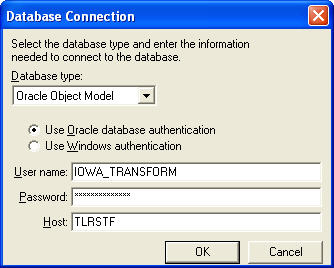 Database Connection
Select the database type and enter the information
needed to connect to the database.
Database type:
Oracle Object Model
Use Oracle database authentication
Use Windows authentication
User name: IOWA_TRANSFORM
Password: *************
Host: TLRSTF
OK Cancel